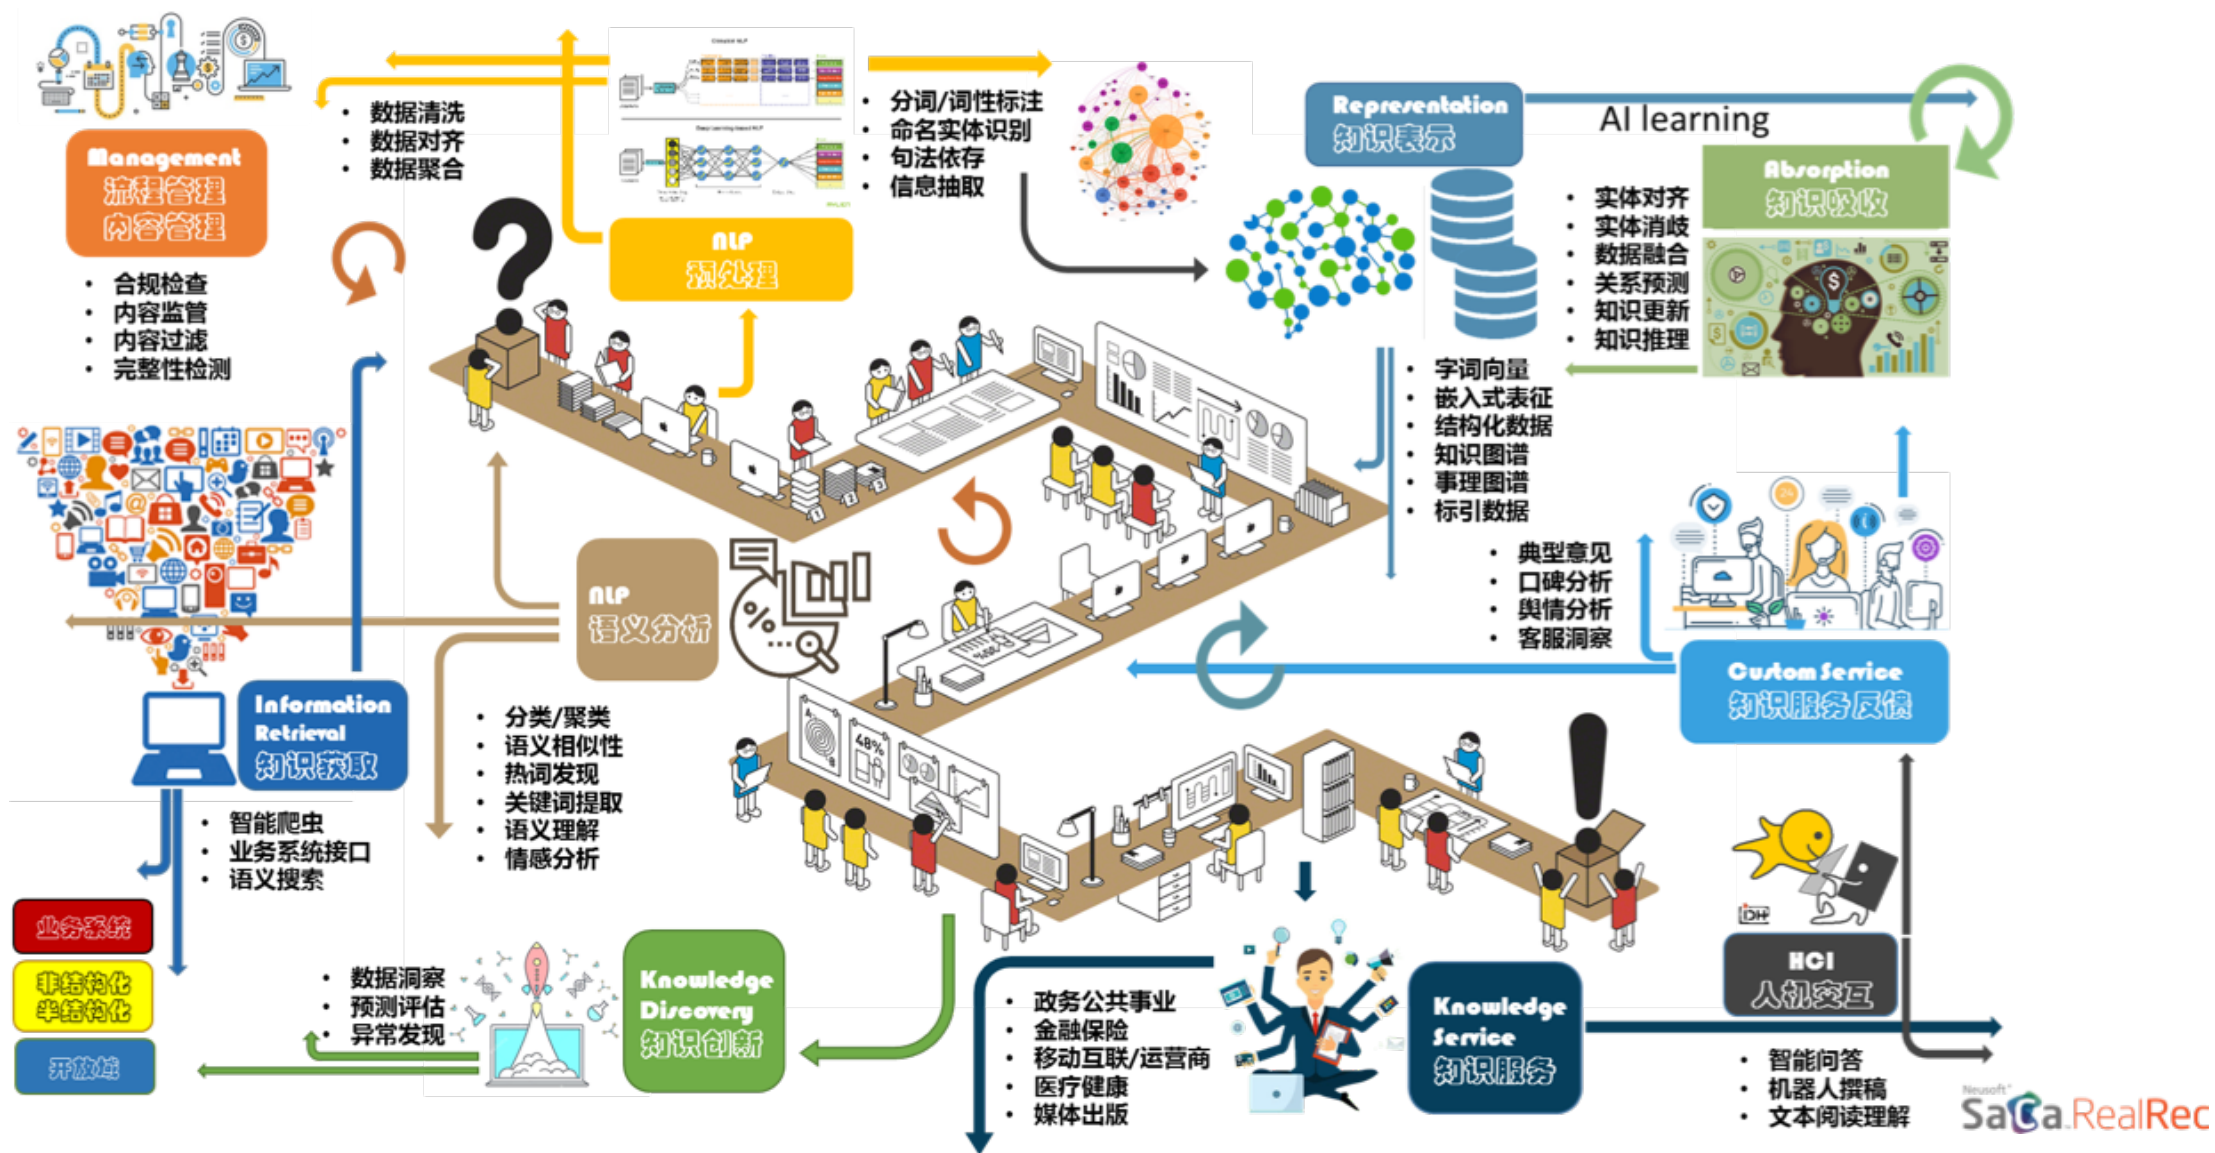 Management
流程管理
内容管理
• 合规检查
• 内容监管
• 内容过滤
• 完整性检测
• 数据清洗
• 数据对齐
• 数据聚合
NLP
预处理
• 分词/词性标注
• 命名实体识别
• 句法依存
• 信息抽取
Representation
知识表示
AI learning
Absorption
知识吸收
• 实体对齐
• 实体消歧
• 数据融合
• 关系预测
• 知识更新
• 知识推理
• 字词向量
• 嵌入式表征
• 结构化数据
• 知识图谱
• 事理图谱
• 标引数据
• 典型意见
• 口碑分析
• 舆情分析
• 客服洞察
24
Custom Service
知识服务反馈
NLP
语义分析
• 分类/聚类
• 语义相似性
• 热词发现
• 关键词提取
• 语义理解
• 情感分析
48%
Information
Retrieval
知识获取
• 智能爬虫
• 业务系统接口
• 语义搜索
业务系统
非结构化
半结构化
开放域
• 数据洞察
• 预测评估
• 异常发现
Knowledge
Discovery
知识创新
• 政务公共事业
• 金融保险
• 移动互联/运营商
• 医疗健康
• 媒体出版
Knowledge
Service
知识服务
HCI
人机交互
• 智能问答
• 机器人撰稿
• 文本阅读理解
Neusoft
SaCa.RealRec